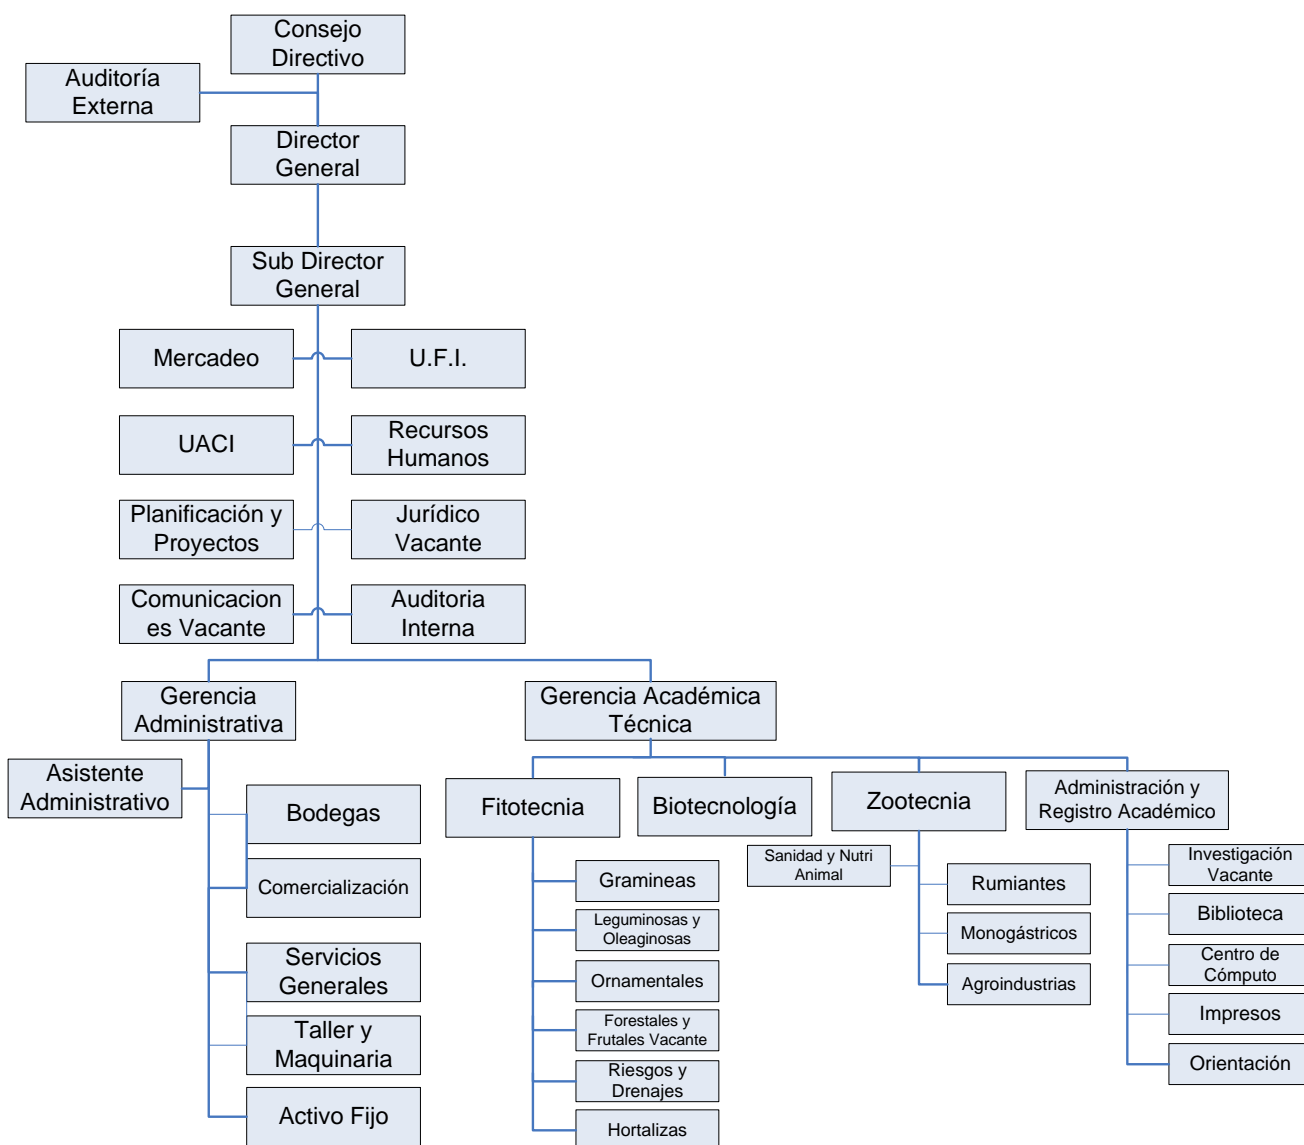 Consejo
Directivo
Auditoría
Externa
Director
General
Sub Director
General
Mercadeo
U.F.I.
UACI
Recursos
Humanos
Planificación y
Proyectos
Jurídico
Vacante
Comunicacion
es Vacante
Auditoria
Interna
Gerencia
Administrativa
Gerencia Académica
Técnica
Asistente
Administrativo
Bodegas
Comercialización
Servicios
Generales
Taller y
Maquinaria
Activo Fijo
Fitotecnia
Gramineas
Leguminosas y
Oleaginosas
Ornamentales
Forestales y
Frutales Vacante
Riesgos y
Drenajes
Hortalizas
Biotecnología
Zootecnia
Sanidad y Nutri
Animal
Rumiantes
Monogástricos
Agroindustrias
Administración y
Registro Académico
Investigación
Vacante
Biblioteca
Centro de
Cómputo
Impresos
Orientación